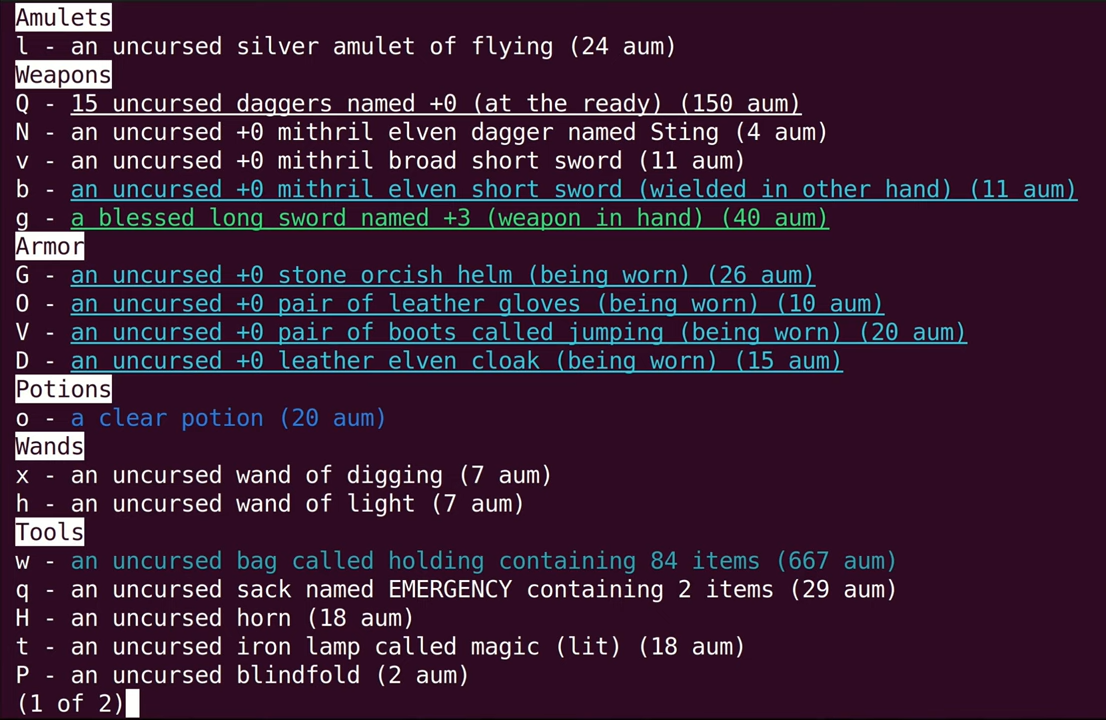 Amulets
l - an uncursed silver amulet of flying (24 aum)
Weapons
Q - 15 uncursed daggers named +0 (at the ready) (150 aum)
N - an uncursed +0 mithril elven dagger named Sting (4 aum)
v - an uncursed +0 mithril broad short sword (11 aum)
b - an uncursed +0 mithril elven short sword (wielded in other hand) (11 aum)
g - a blessed long sword named +3 (weapon in hand) (40 aum)
Armor
G - an uncursed +0 stone orcish helm (being worn) (26 aum)
O - an uncursed +0 pair of leather gloves (being worn) (10 aum)
V - an uncursed +0 pair of boots called jumping (being worn) (20 aum)
D - an uncursed +0 leather elven cloak (being worn) (15 aum)
Potions
o - a clear potion (20 aum)
Wands
x - an uncursed wand of digging (7 aum)
h - an uncursed wand of light (7 aum)
Tools
w - an uncursed bag called holding containing 84 items (667 aum)
q - an uncursed sack named EMERGENCY containing 2 items (29 aum)
H - an uncursed horn (18 aum)
t - an uncursed iron lamp called magic (lit) (18 aum)
P - an uncursed blindfold (2 aum)
(1 of 2)